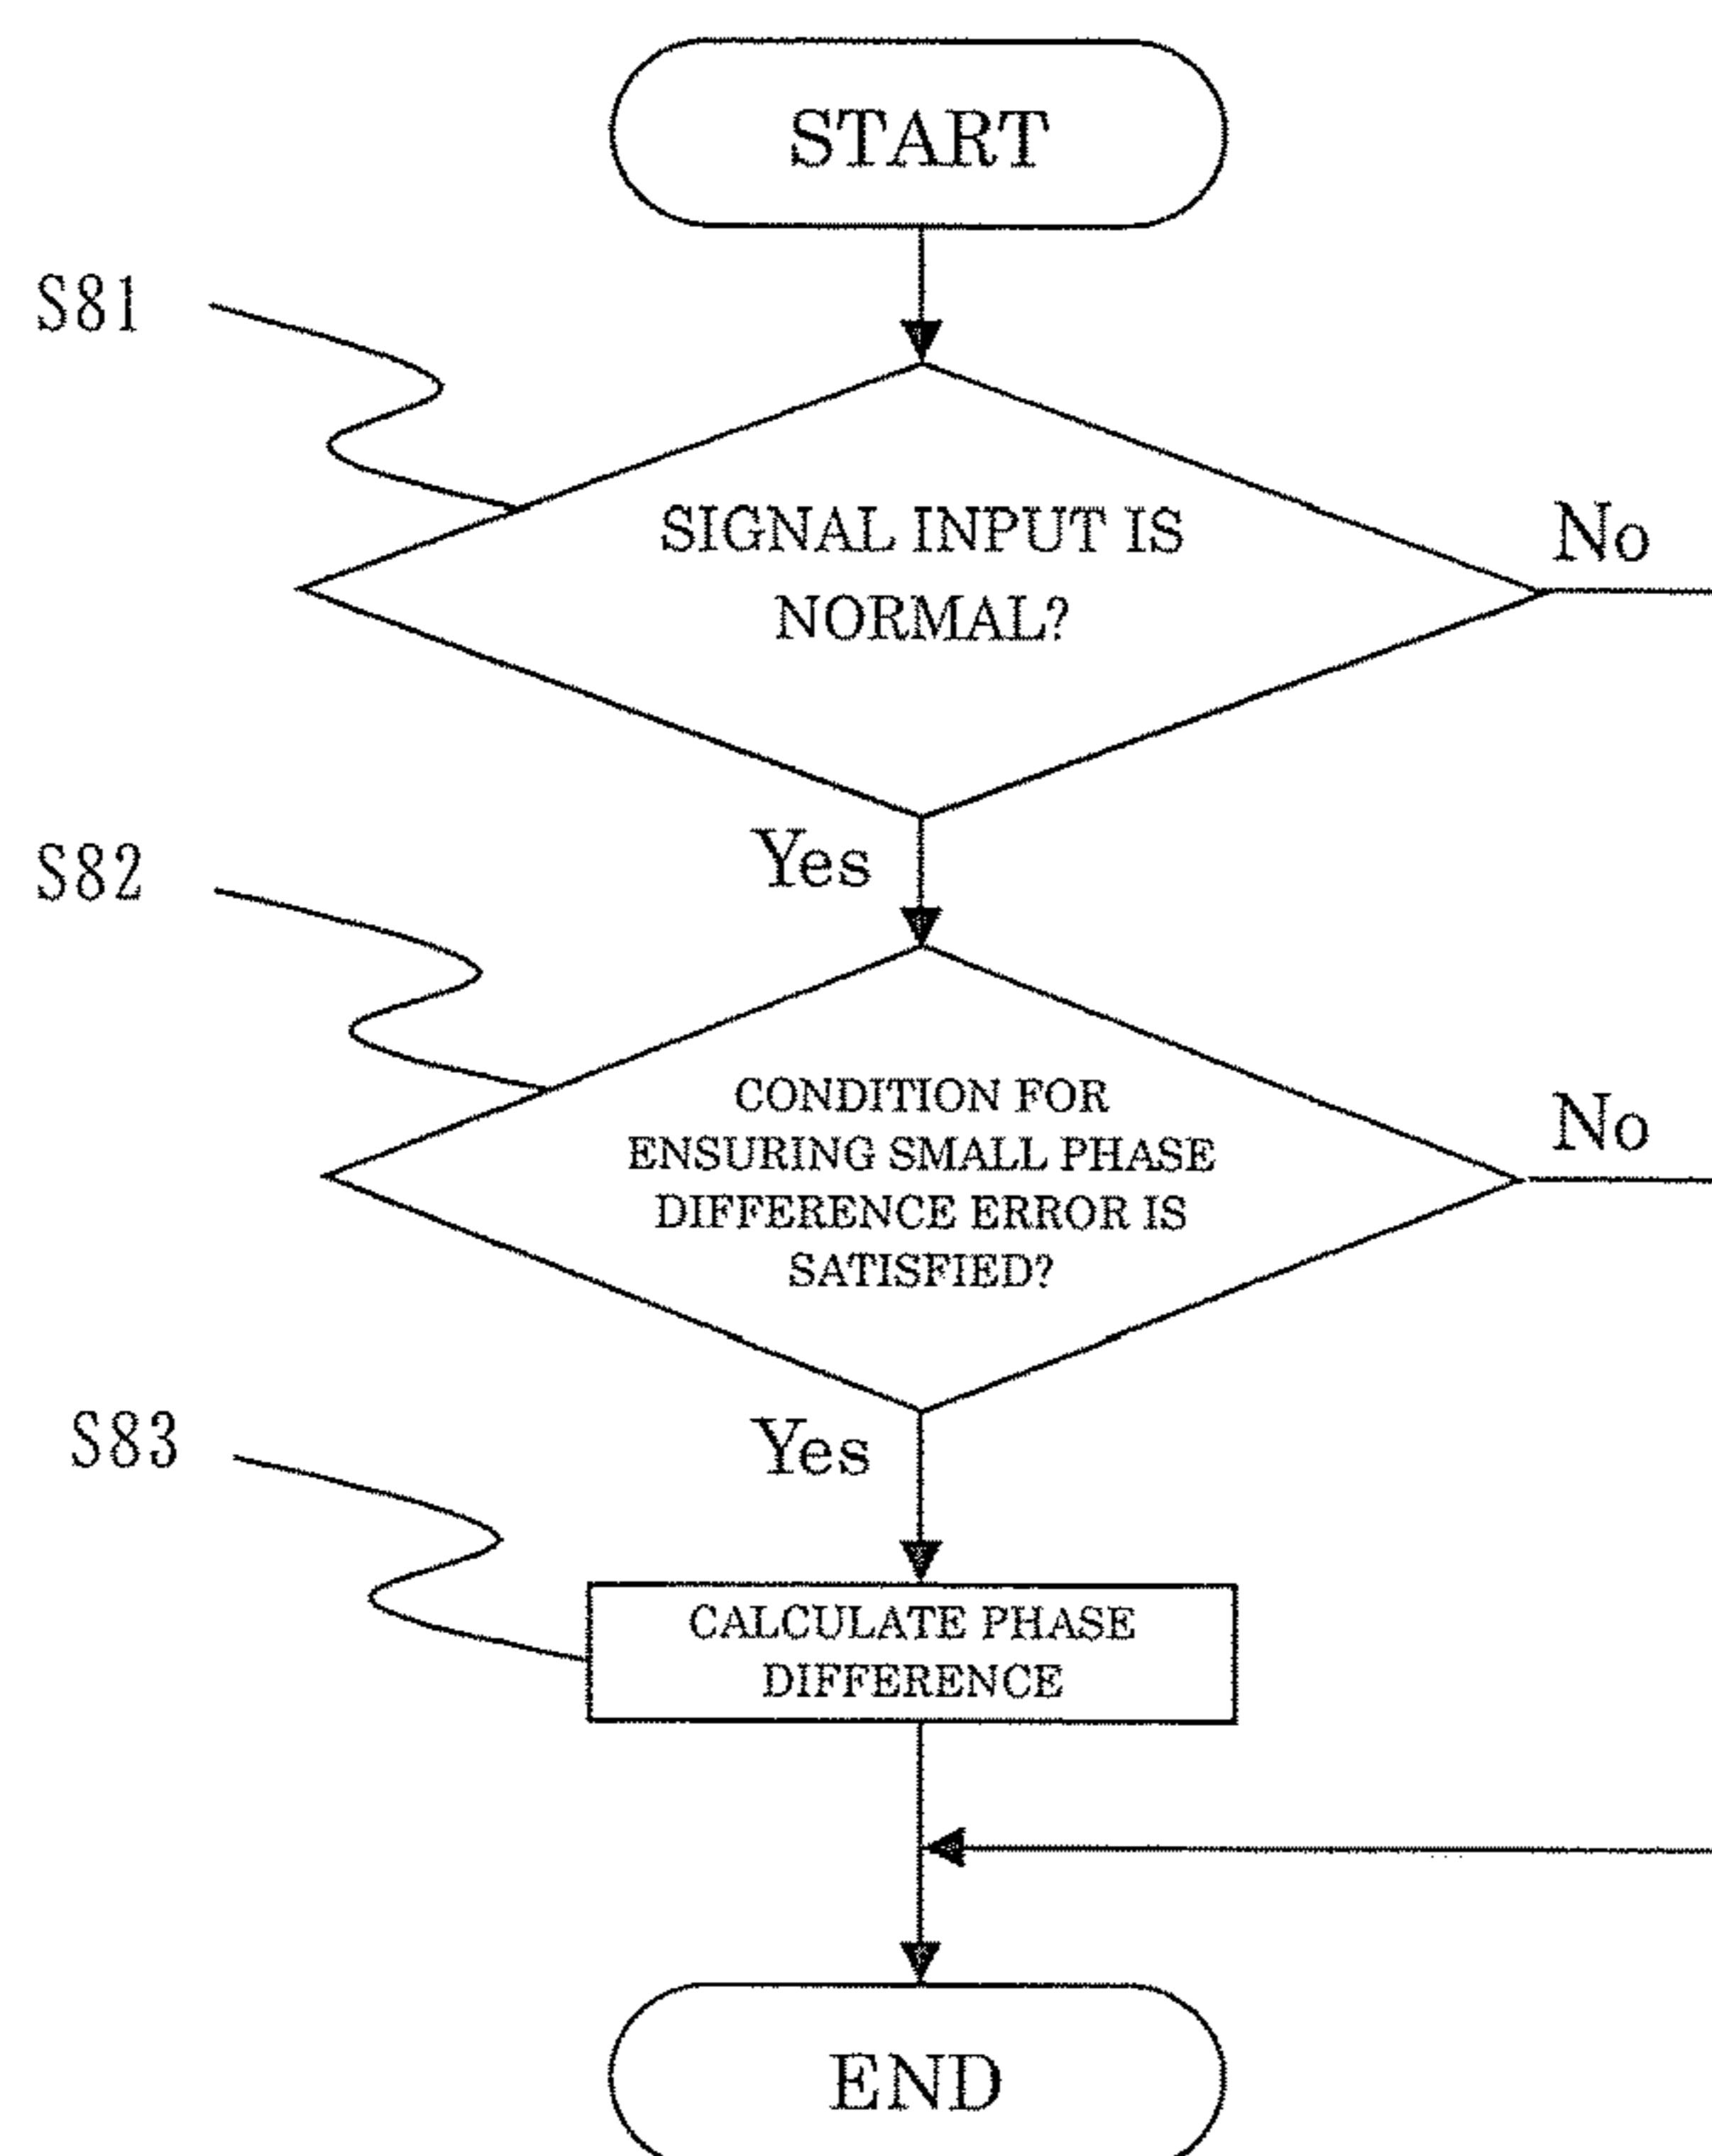 START
S81
SIGNAL INPUT IS
NORMAL?
No
Yes
S82
CONDITION FOR
ENSURING SMALL PHASE
DIFFERENCE ERROR IS
SATISFIED?
No
Yes
S83
CALCULATE PHASE
DIFFERENCE
END